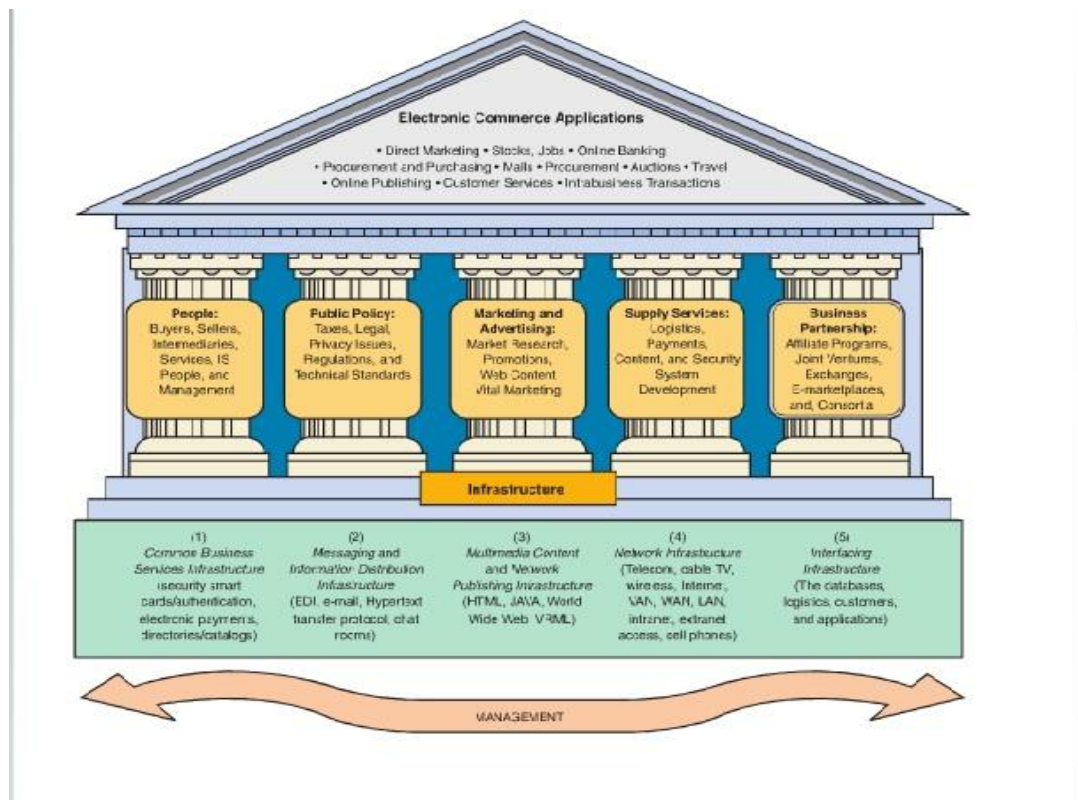 Electronic Commerce Applications
• Direct Marketing • Stocks, Jobs • Online Banking
• Procurement and Purchasing • Malls • Procurement • Auctions • Travel
• Online Publishing • Customer Services • Intrabusiness Transactions
People:
Buyers, Sellers,
Intermediaries,
Services, IS
People, and
Management
Public Policy:
Taxes, Legal,
Privacy Issues,
Regulations, and
Technical Standards
Marketing and
Advertising:
Market Research,
Promotions,
Web Content
Vital Marketing
Supply Services:
Logistics,
Payments,
Content, and Security
System
Development
Business
Partnership:
Affiliate Programs,
Joint Ventures,
Exchanges,
E-marketplaces,
and, Consortia
Infrastructure
(1)
Common Business
Services Infrastructure
(security smart
cards/authentication,
electronic payments,
directories/catalogs)
(2)
Messaging and
Information Distribution
Infrastructure
(EDI, e-mail, Hypertext
transfer protocol, chat
rooms)
(3)
Multimedia Content
and Network
Publishing Infrastructure
(HTML, JAVA, World
Wide Web, VRML)
(4)
Network Infrastructure
(Telecom, cable TV,
wireless, Internet,
VAN, WAN, LAN,
intranet, extranet
access, cell phones)
(5)
Interfacing
Infrastructure
(The databases,
logistics, customers,
and applications)
MANAGEMENT